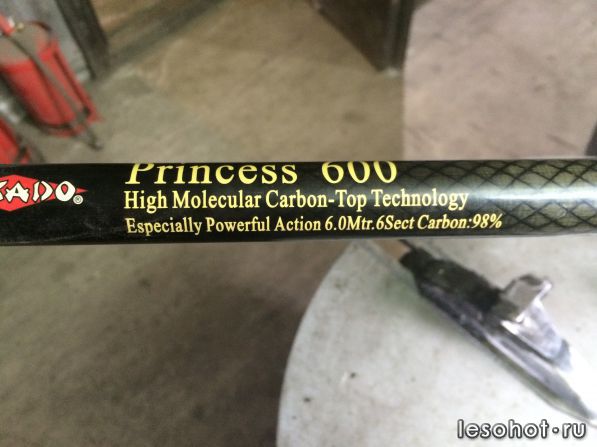 Princess 600
KADO®
High Molecular Carbon-Top Technology
Especially Powerful Action 6.0Mtr.6Sect Carbon:98%
lesohot.ru